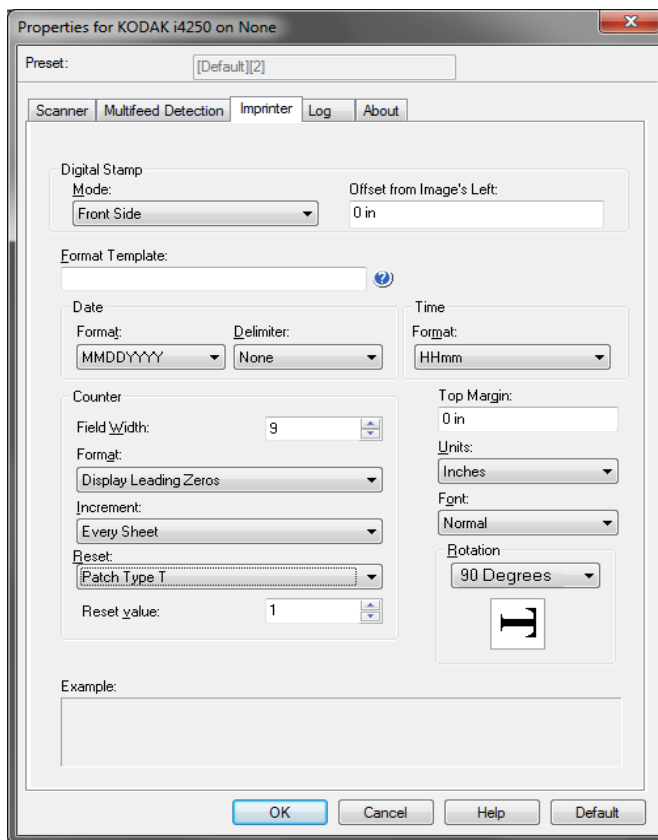 Properties for KODAK i4250 on None
X
Preset:
[Default][2]
Scanner Multifeed Detection Imprinter Log About
Digital Stamp
Mode: Offset from Image's Left:
Front Side 0 in
Format Template:
?
Date Time
Format: Delimiter: Format:
MMDDYYYY None HHmm
Counter Top Margin:
Field Width: 9 0 in
Format: Units:
Display Leading Zeros Inches
Increment: Font:
Every Sheet Normal
Reset: Rotation
Patch Type T 90 Degrees
Reset value: 1 T
Example:
OK Cancel Help Default